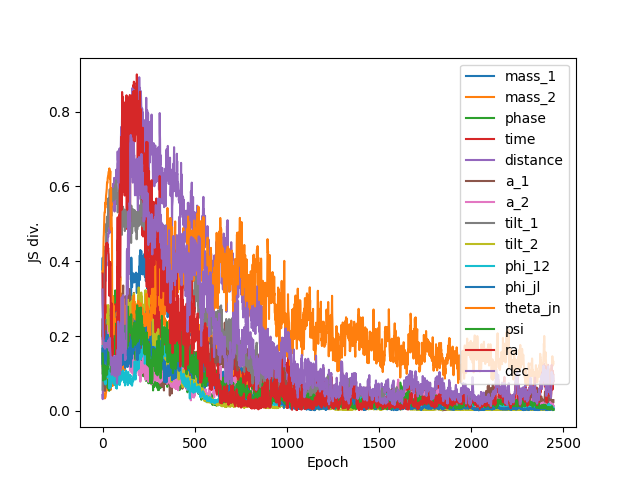 JS div.
0.8
0.6
0.4
0.2
0.0
0
500
1000
1500
2000
2500
Epoch
mass_1
mass_2
phase
time
distance
a_1
a_2
tilt_1
tilt_2
phi_12
phi_jl
theta_jn
psi
ra
dec